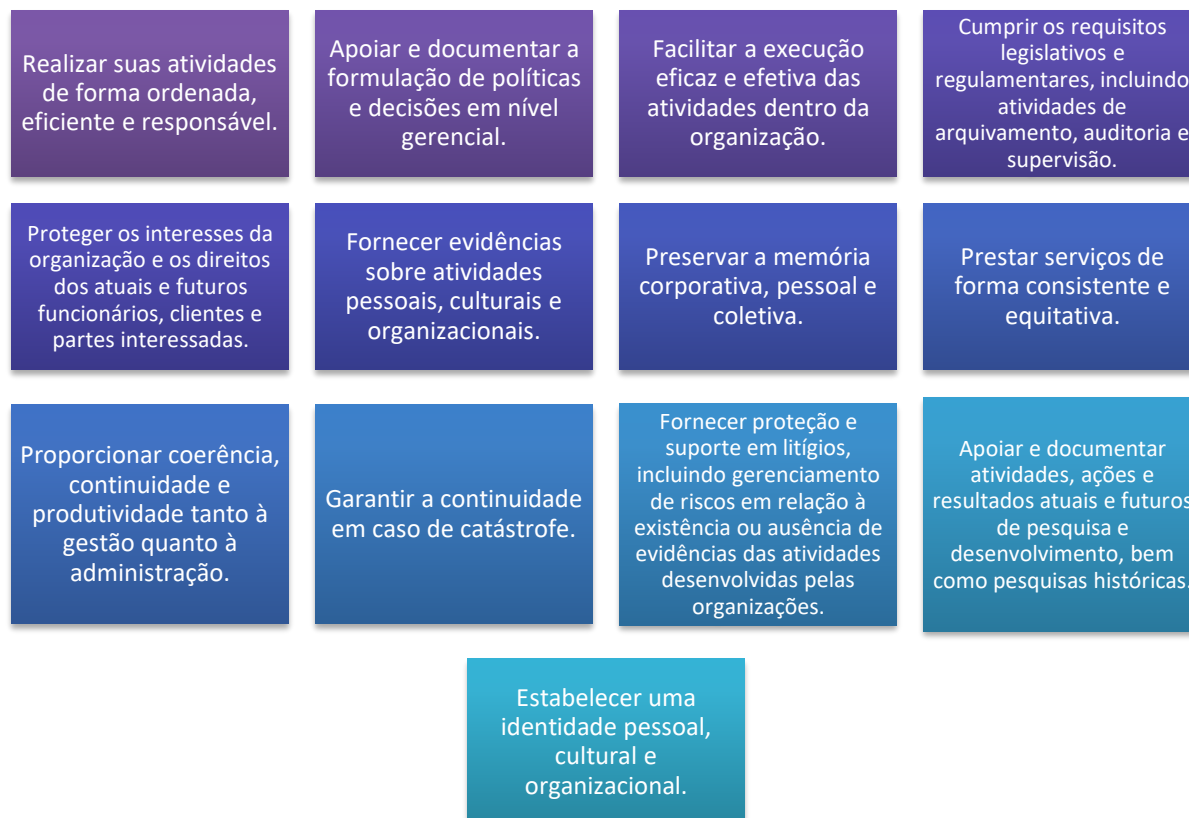 Realizar suas atividades
de forma ordenada,
eficiente e responsável.
Apoiar e documentar a
formulação de políticas
e decisões em nível
gerencial.
Facilitar a execução
eficaz e efetiva das
atividades dentro da
organização.
Cumprir os requisitos
legislativos e
regulamentares, incluindo
atividades de
arquivamento, auditoria e
supervisão.
Proteger os interesses da
organização e os direitos
dos atuais e futuros
funcionários, clientes e
partes interessadas.
Fornecer evidências
sobre atividades
pessoais, culturais e
organizacionais.
Preservar a memória
corporativa, pessoal e
coletiva.
Prestar serviços de
forma consistente e
equitativa.
Proporcionar coerência,
continuidade e
produtividade tanto à
gestão quanto à
administração.
Garantir a continuidade
em caso de catástrofe.
Fornecer proteção e
suporte em litígios,
incluindo gerenciamento
de riscos em relação à
existência ou ausência de
evidências das atividades
desenvolvidas pelas
organizações.
Apoiar e documentar
atividades, ações e
resultados atuais e futuros
de pesquisa e
desenvolvimento, bem
como pesquisas históricas.
Estabelecer uma
identidade pessoal,
cultural e
organizacional.